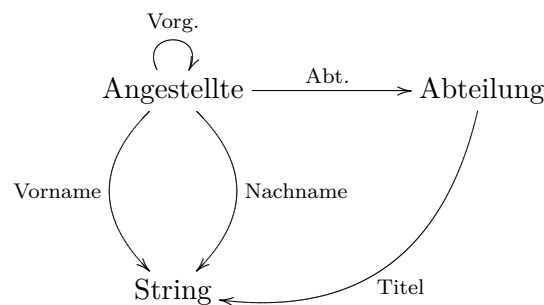 Vorg.
Angestellte
Abt.
Abteilung
Vorname
Nachname
String
Titel